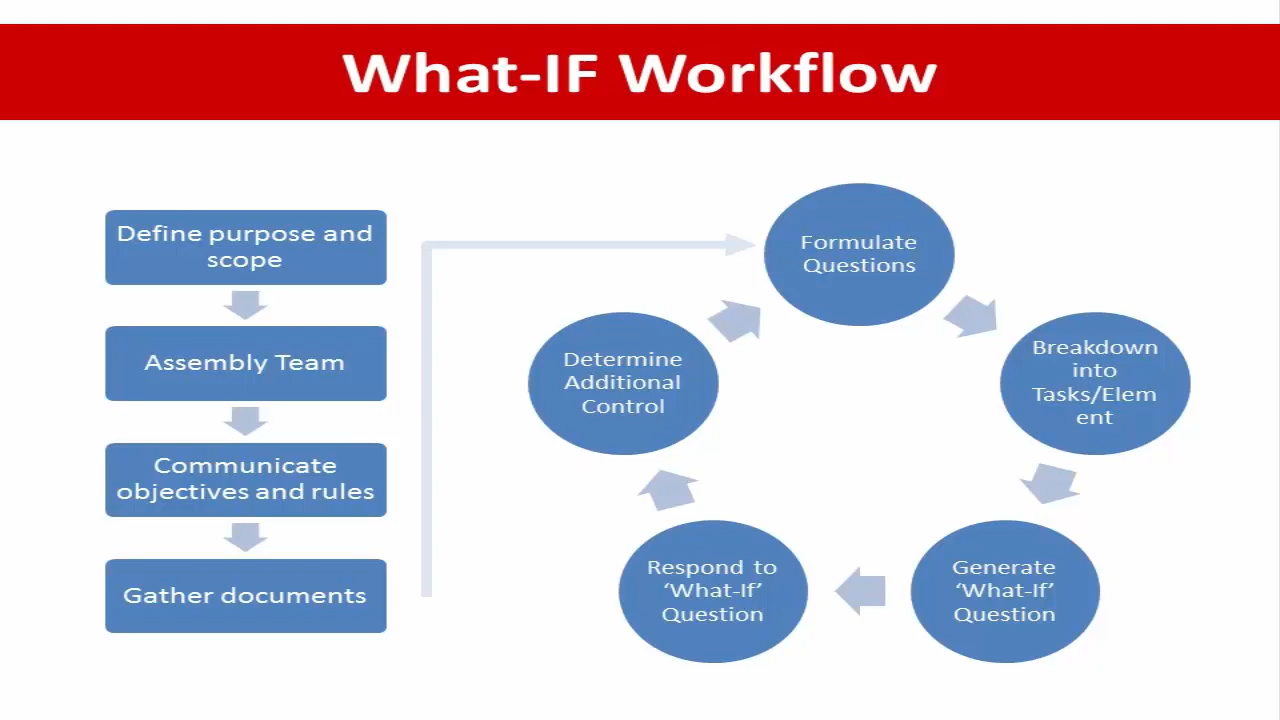 What-IF Workflow
Define purpose and
scope
Assembly Team
Communicate
objectives and rules
Gather documents
Formulate
Questions
Breakdown
into
Tasks/Elem
ent
Generate
‘What-If’
Question
Respond to
‘What-If’
Question
Determine
Additional
Control